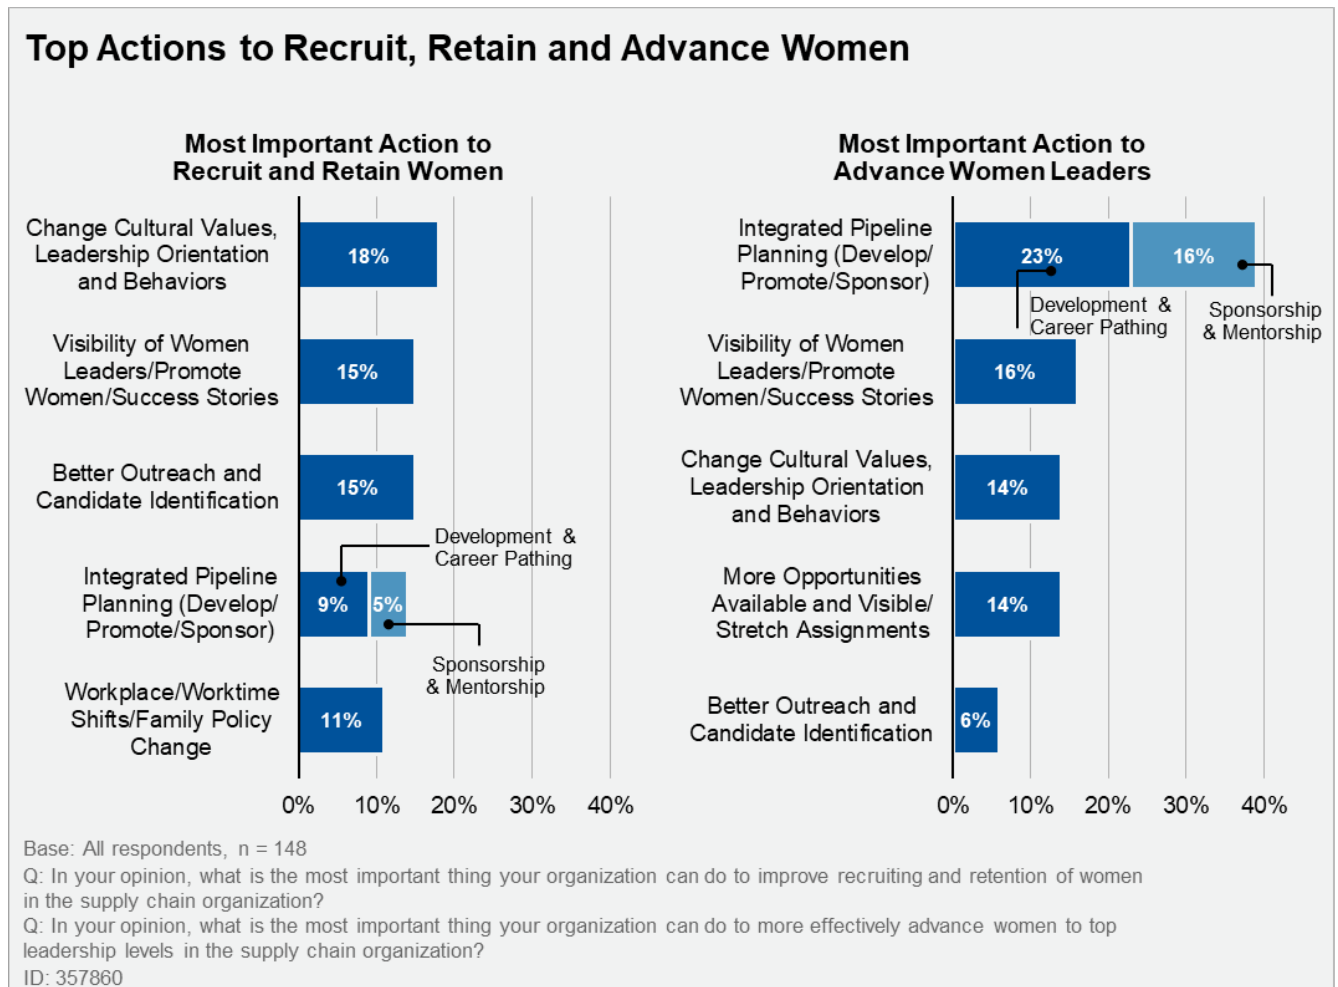 Top Actions to Recruit, Retain and Advance Women
Most Important Action to
Recruit and Retain Women
Change Cultural Values,
Leadership Orientation
and Behaviors
18%
Visibility of Women
Leaders/Promote
Women/Success Stories
15%
Better Outreach and
Candidate Identification
15%
Development &
Career Pathing
Integrated Pipeline
Planning (Develop/
Promote/Sponsor)
9%
5%
Sponsorship
& Mentorship
Workplace/Worktime
Shifts/Family Policy
Change
11%
0%
10%
20%
30%
40%
Most Important Action to
Advance Women Leaders
Integrated Pipeline
Planning (Develop/
Promote/Sponsor)
23%
16%
Development &
Career Pathing
Sponsorship
& Mentorship
Visibility of Women
Leaders/Promote
Women/Success Stories
16%
Change Cultural Values,
Leadership Orientation
and Behaviors
14%
More Opportunities
Available and Visible/
Stretch Assignments
14%
Better Outreach and
Candidate Identification
6%
0%
10%
20%
30%
40%
Base: All respondents, n = 148
Q: In your opinion, what is the most important thing your organization can do to improve recruiting and retention of women
in the supply chain organization?
Q: In your opinion, what is the most important thing your organization can do to more effectively advance women to top
leadership levels in the supply chain organization?
ID: 357860